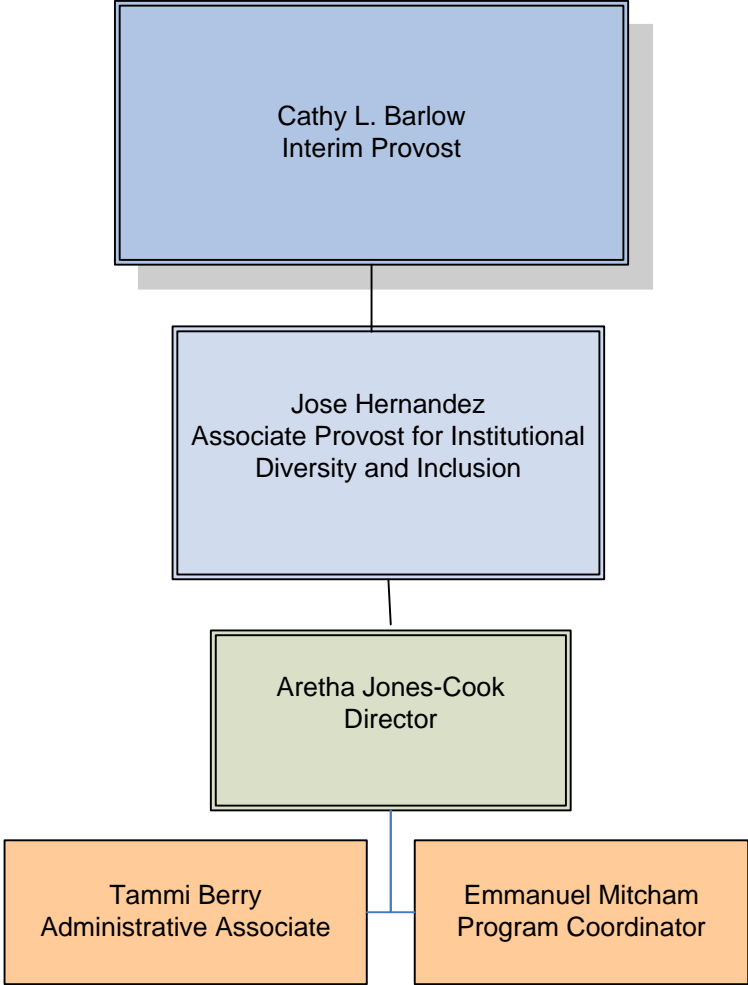 Cathy L. Barlow
Interim Provost
Jose Hernandez
Associate Provost for Institutional
Diversity and Inclusion
Aretha Jones-Cook
Director
Tammi Berry
Administrative Associate
Emmanuel Mitcham
Program Coordinator